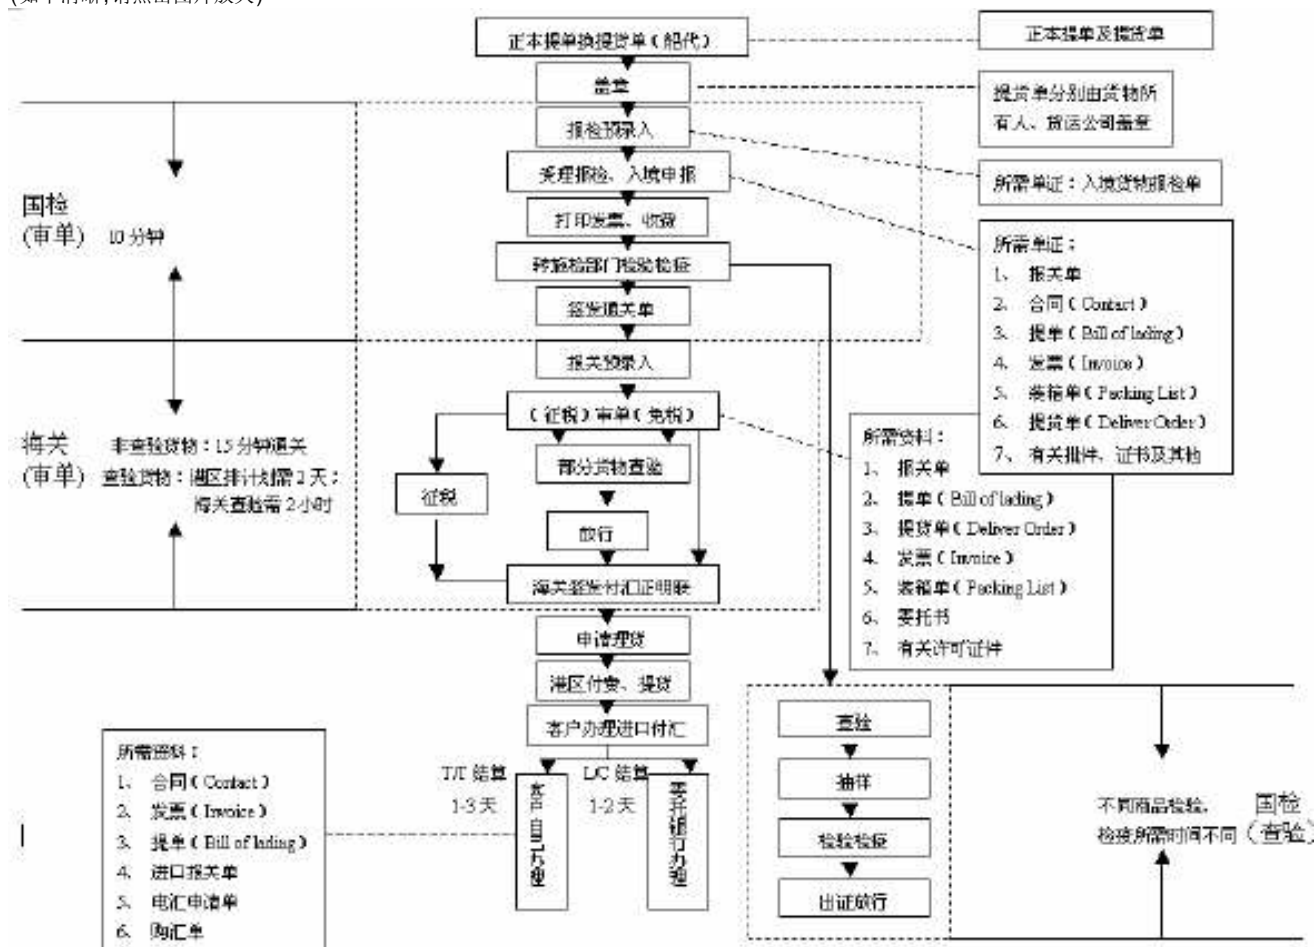 (如不清晰,请点击图片放大)
正本提单换提货单(船代)
正本提单及提货单
盖章
提货单分别由货物所
有人、货运公司盖章
报检预录入
受理报检、入境申报
所需单证:入境货物报检单
国检
(审单) 10分钟
打印发票、收费
转施检部门检验检疫
签发通关单
所需单证:
1、 报关单
2、 合同(Contact)
3、 提单(Bill of lading)
4、 发票(Invoice)
5、 装箱单(Packing List)
6、 提货单(Deliver Order)
7、 有关批件、证书及其他
报关预录入
(征税)审单(免税)
海关
(审单)
非查验货物:15分钟通关
查验货物:港区排计划需2天;
海关查验需2小时
部分货物查验
征税
放行
海关签发付汇证明联
所需资料:
1、 报关单
2、 提单(Bill of lading)
3、 提货单(Deliver Order)
4、 发票(Invoice)
5、 装箱单(Packing List)
6、 委托书
7、 有关许可证件
申请理货
港区付费、提货
客户办理进口付汇
T/T 结算
1-3天
L/C 结算
1-2天
客户自己办理
委托银行办理
所需资料:
1、 合同(Contact)
2、 发票(Invoice)
3、 提单(Bill of lading)
4、 进口报关单
5、 电汇申请单
6、 购汇单
查验
抽样
检验检疫
出证放行
不同商品检验,
检疫所需时间不同
国检
(查验)